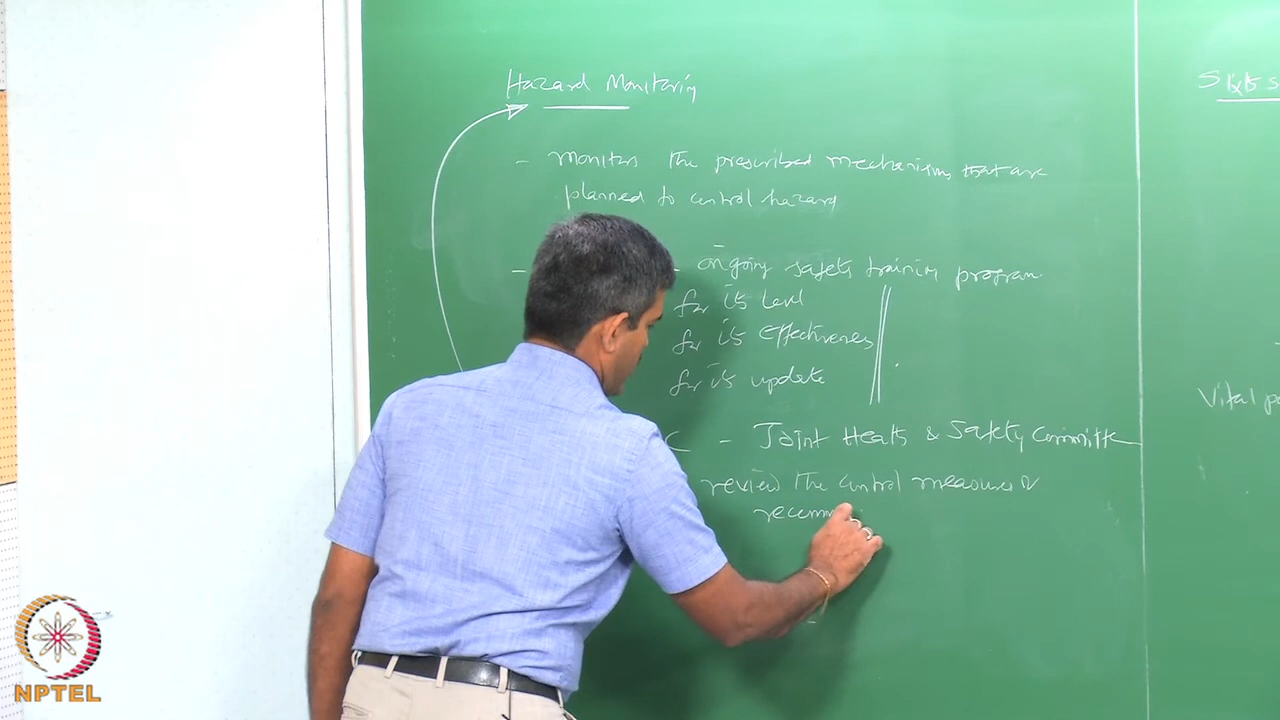 Hazard Monitoring
- Monitor the prescribed mechanisms that are
planned to control hazard
- - ongoing safety training program
for its level
for its effectiveness
for its update
C - Joint Health & Safety Committee
review the control measures &
recomm
Vital
NPTEL